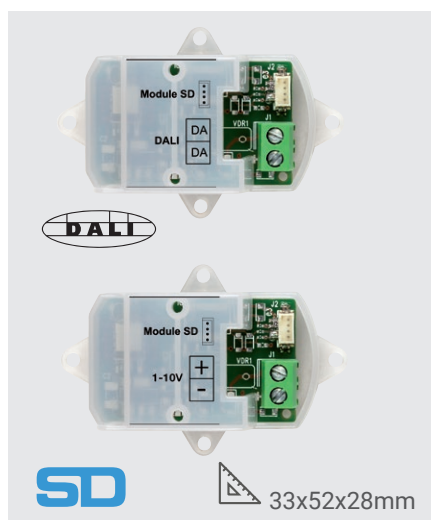 Module SD
J2
VDR1
J1
DALI
DA
DA
DALI
Module SD
J2
VDR1
J1
1-10V
+
-
SD
33x52x28mm